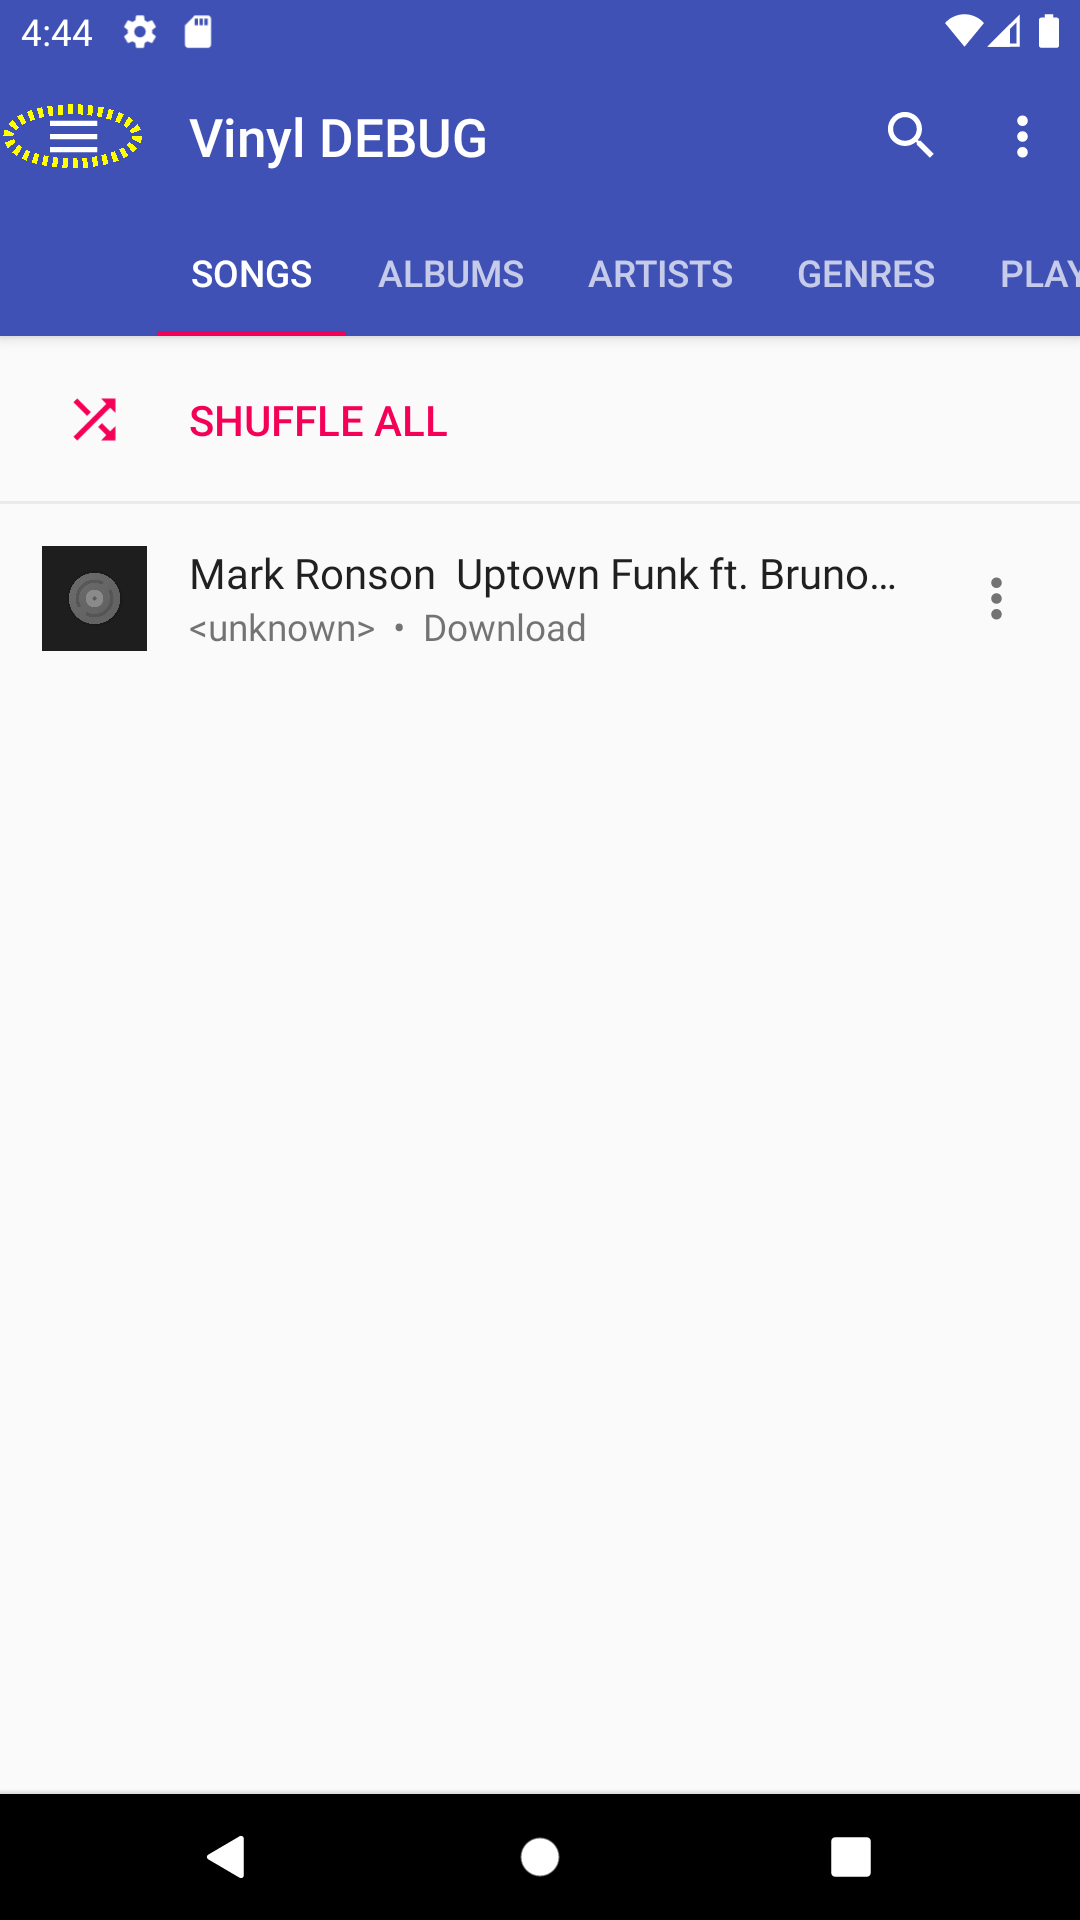 4:44
Vinyl DEBUG
SONGS ALBUMS ARTISTS GENRES PLAY
SHUFFLE ALL
Mark Ronson  Uptown Funk ft. Bruno...
<unknown> • Download